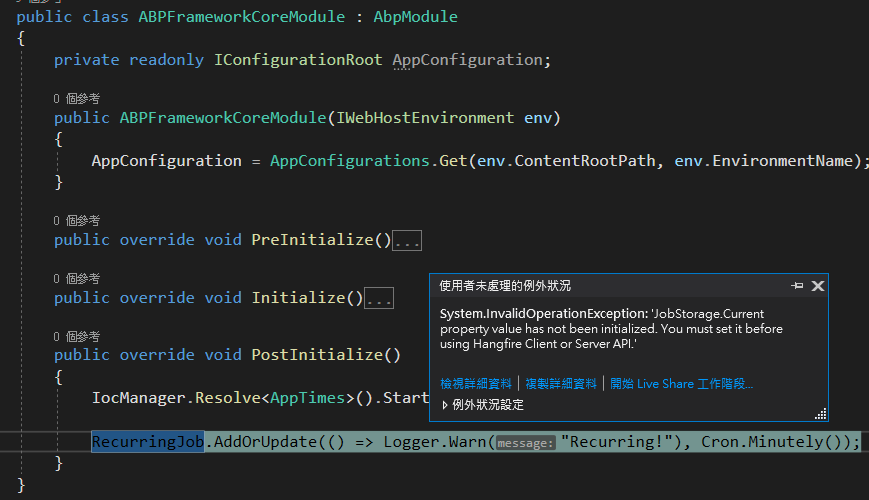 public class ABPFrameworkCoreModule : AbpModule
{
private readonly IConfigurationRoot AppConfiguration;
0 個參考
public ABPFrameworkCoreModule(IWebHostEnvironment env)
{
AppConfiguration = AppConfigurations.Get(env.ContentRootPath, env.EnvironmentName);
}
0 個參考
public override void PreInitialize()...
0 個參考
public override void Initialize()...
0 個參考
public override void PostInitialize()
{
IocManager.Resolve<AppTimes>().Start
RecurringJob.AddOrUpdate(() => Logger.Warn(message:"Recurring!"), Cron.Minutely());
}
}
使用者未處理的例外狀況
System.InvalidOperationException: 'JobStorage.Current
property value has not been initialized. You must set it before
using Hangfire Client or Server API.'
檢視詳細資料 | 複製詳細資料 | 開始 Live Share 工作階段...
例外狀況設定